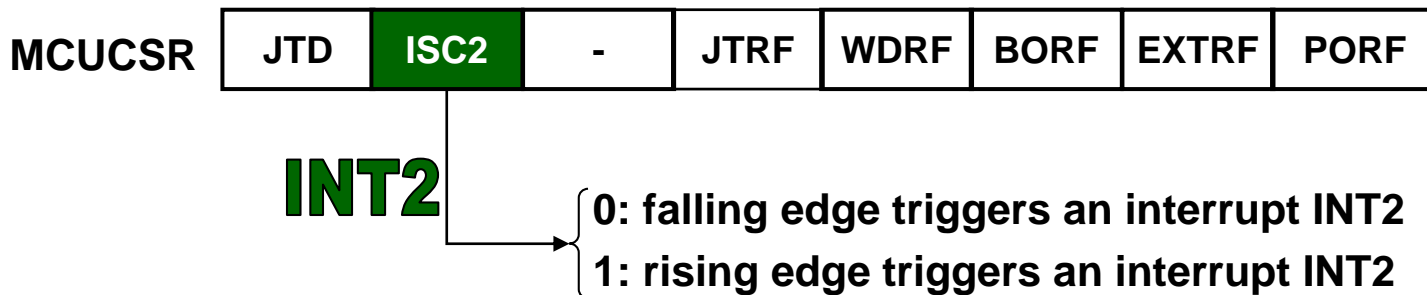 MCUCSR JTD ISC2 - JTRF WDRF BORF EXTRF PORF
INT2
0: falling edge triggers an interrupt INT2
1: rising edge triggers an interrupt INT2